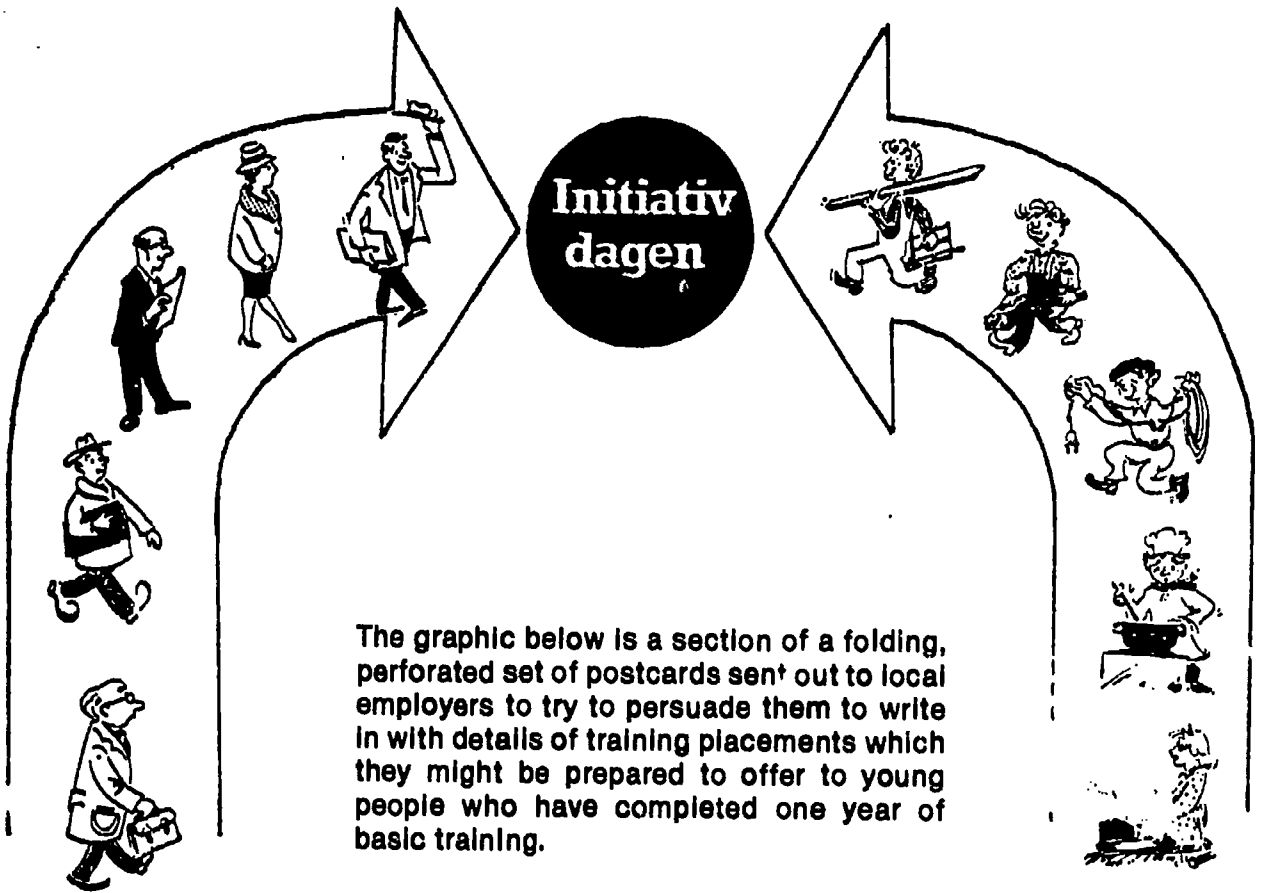 Initiativ
dagen
The graphic below is a section of a folding,
perforated set of postcards sent out to local
employers to try to persuade them to write
in with details of training placements which
they might be prepared to offer to young
people who have completed one year of
basic training.